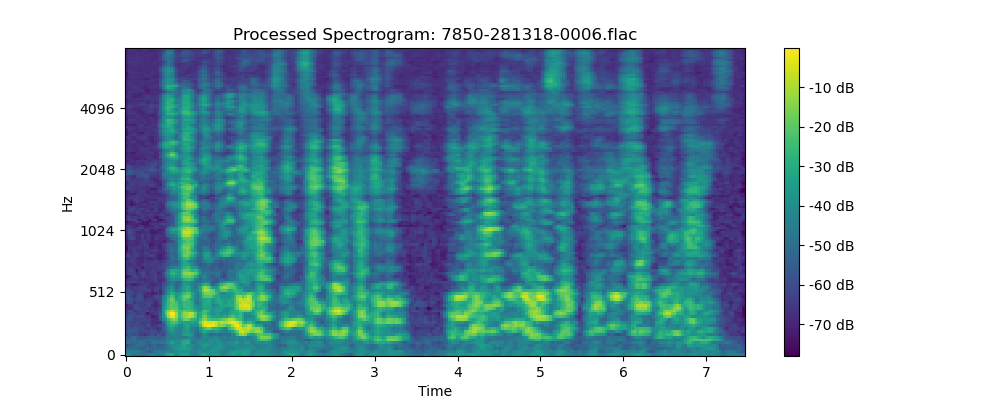 Processed Spectrogram: 7850-281318-0006.flac
Hz
4096
2048
1024
512
0
0 1 2 3 4 5 6 7
Time
-10 dB
-20 dB
-30 dB
-40 dB
-50 dB
-60 dB
-70 dB